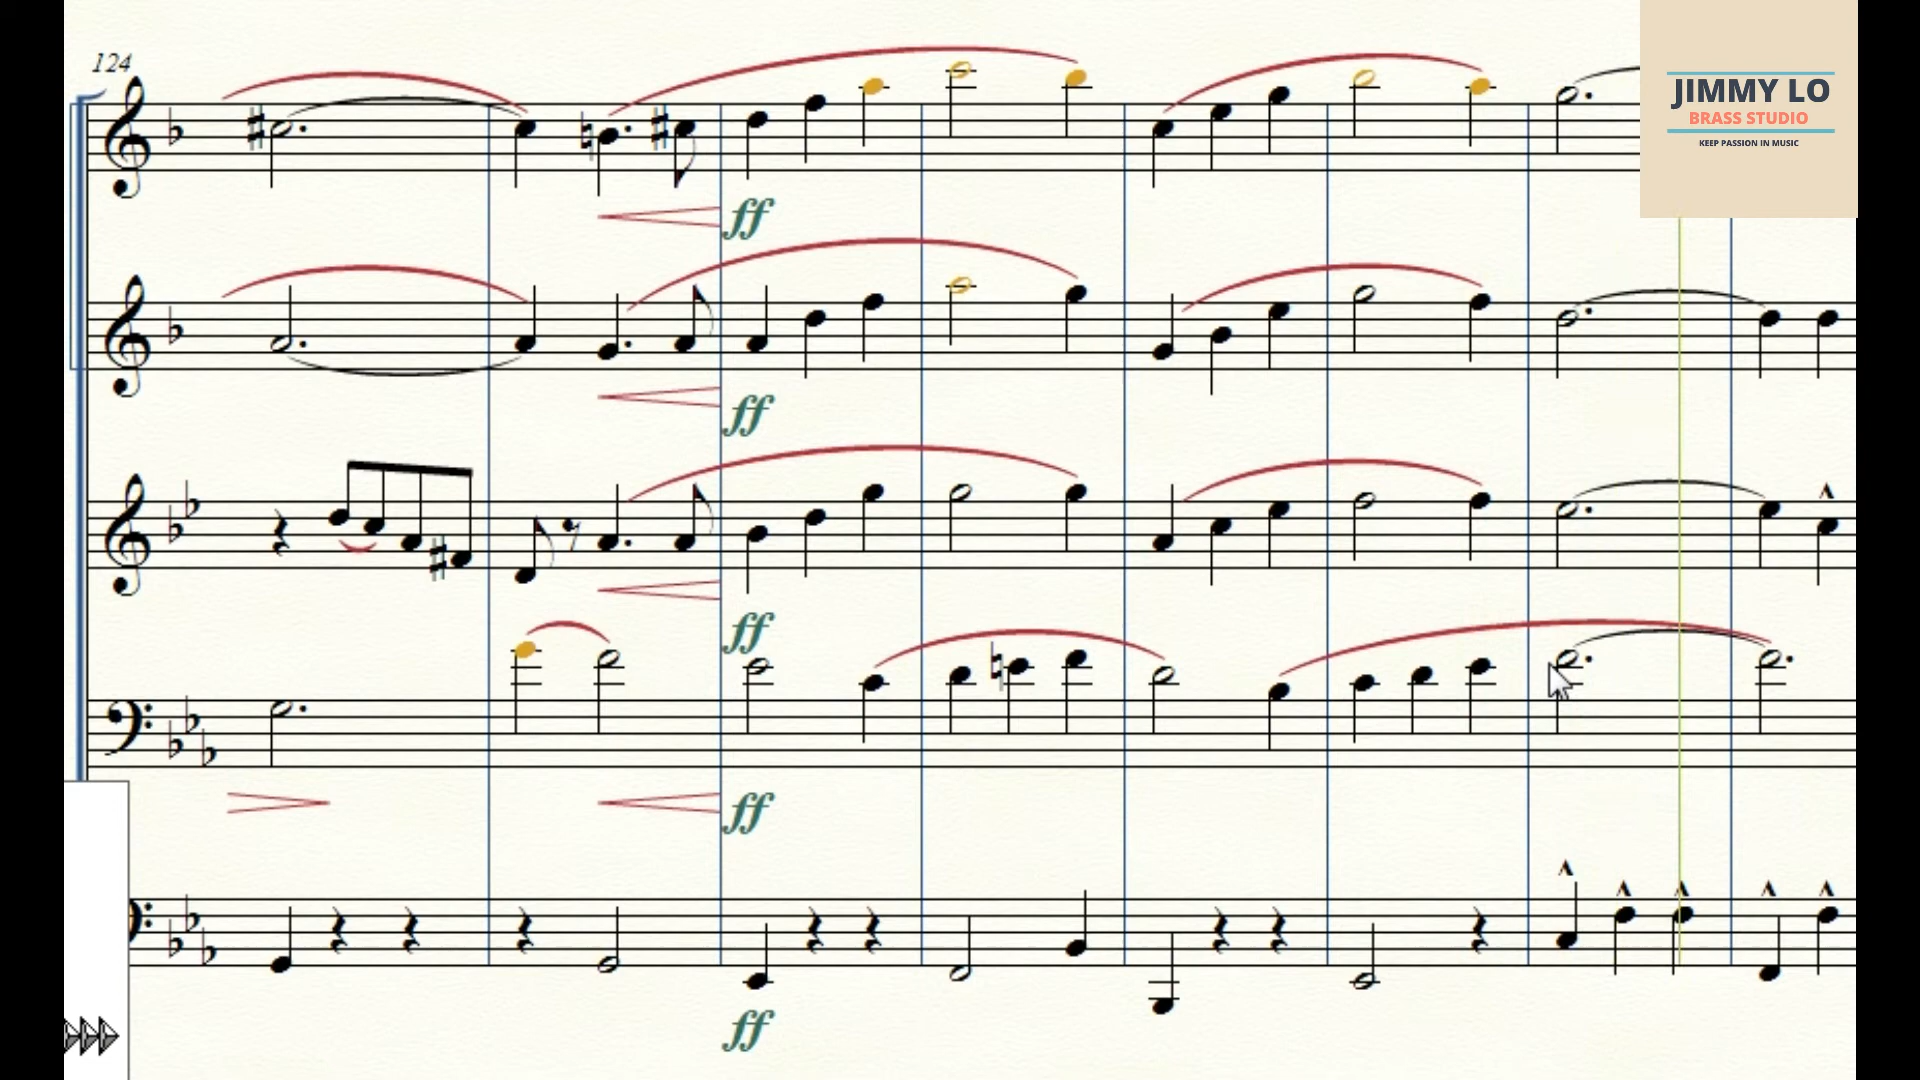 124
JIMMY LO
BRASS STUDIO
KEEP PASSION IN MUSIC
ff
ff
ff
ff
ff